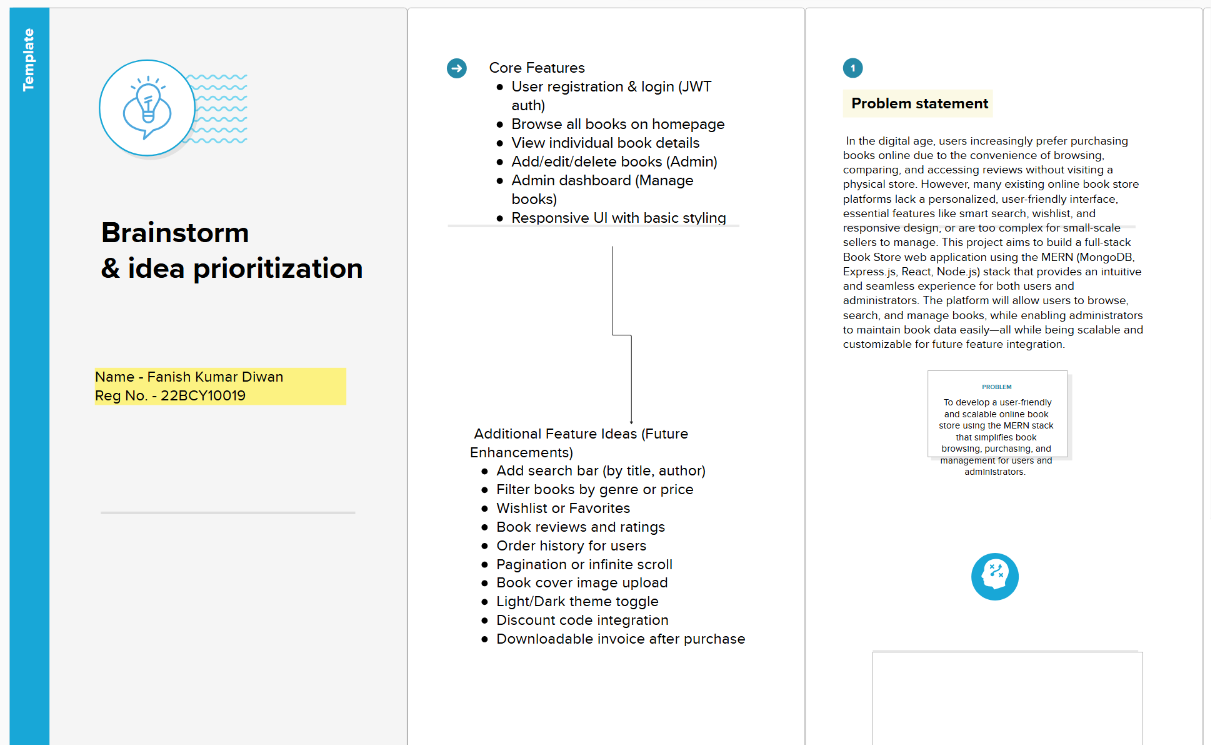 Template
Brainstorm
& idea prioritization
Name - Fanish Kumar Diwan
Reg No. - 22BCY10019
Core Features
● User registration & login (JWT
auth)
● Browse all books on homepage
● View individual book details
● Add/edit/delete books (Admin)
● Admin dashboard (Manage
books)
● Responsive UI with basic styling
Additional Feature Ideas (Future
Enhancements)
● Add search bar (by title, author)
● Filter books by genre or price
● Wishlist or Favorites
● Book reviews and ratings
● Order history for users
● Pagination or infinite scroll
● Book cover image upload
● Light/Dark theme toggle
● Discount code integration
● Downloadable invoice after purchase
1
Problem statement
In the digital age, users increasingly prefer purchasing
books online due to the convenience of browsing,
comparing, and accessing reviews without visiting a
physical store. However, many existing online book store
platforms lack a personalized, user-friendly interface,
essential features like smart search, wishlist, and
responsive design, or are too complex for small-scale
sellers to manage. This project aims to build a full-stack
Book Store web application using the MERN (MongoDB,
Express.js, React, Node.js) stack that provides an intuitive
and seamless experience for both users and
administrators. The platform will allow users to browse,
search, and manage books, while enabling administrators
to maintain book data easily—all while being scalable and
customizable for future feature integration.
PROBLEM
To develop a user-friendly
and scalable online book
store using the MERN stack
that simplifies book
browsing, purchasing, and
management for users and
administrators.